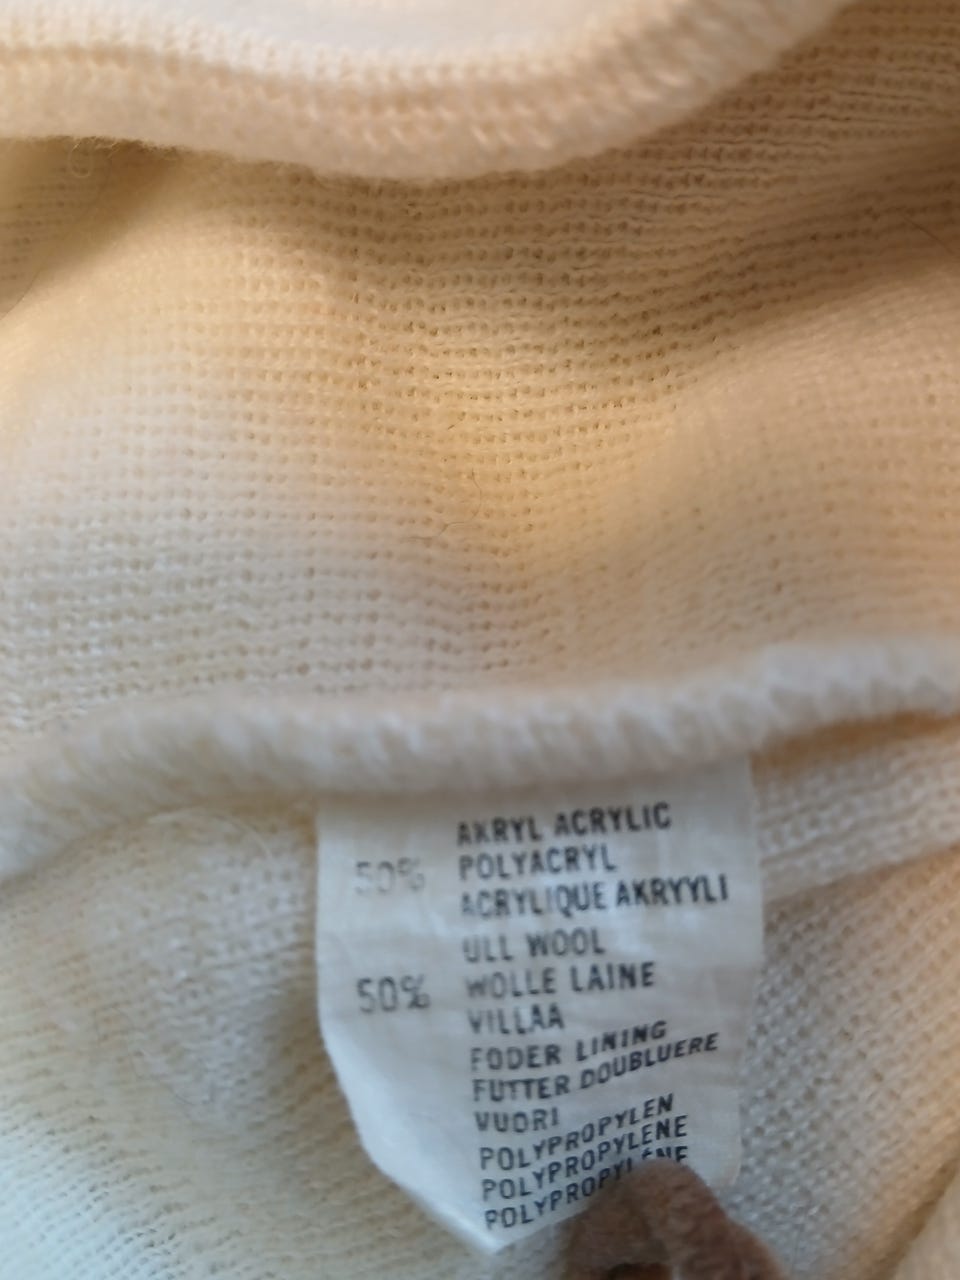 AKRYL ACRYLIC
50% POLYACRYL
ACRYLIQUE AKRYYLI
ULL WOOL
50% WOLLE LAINE
VILLAA
FODER LINING
FUTTER DOUBLUERE
VUORI
POLYPROPYLEN
POLYPROPYLENE
POLYPROPYLÈNE